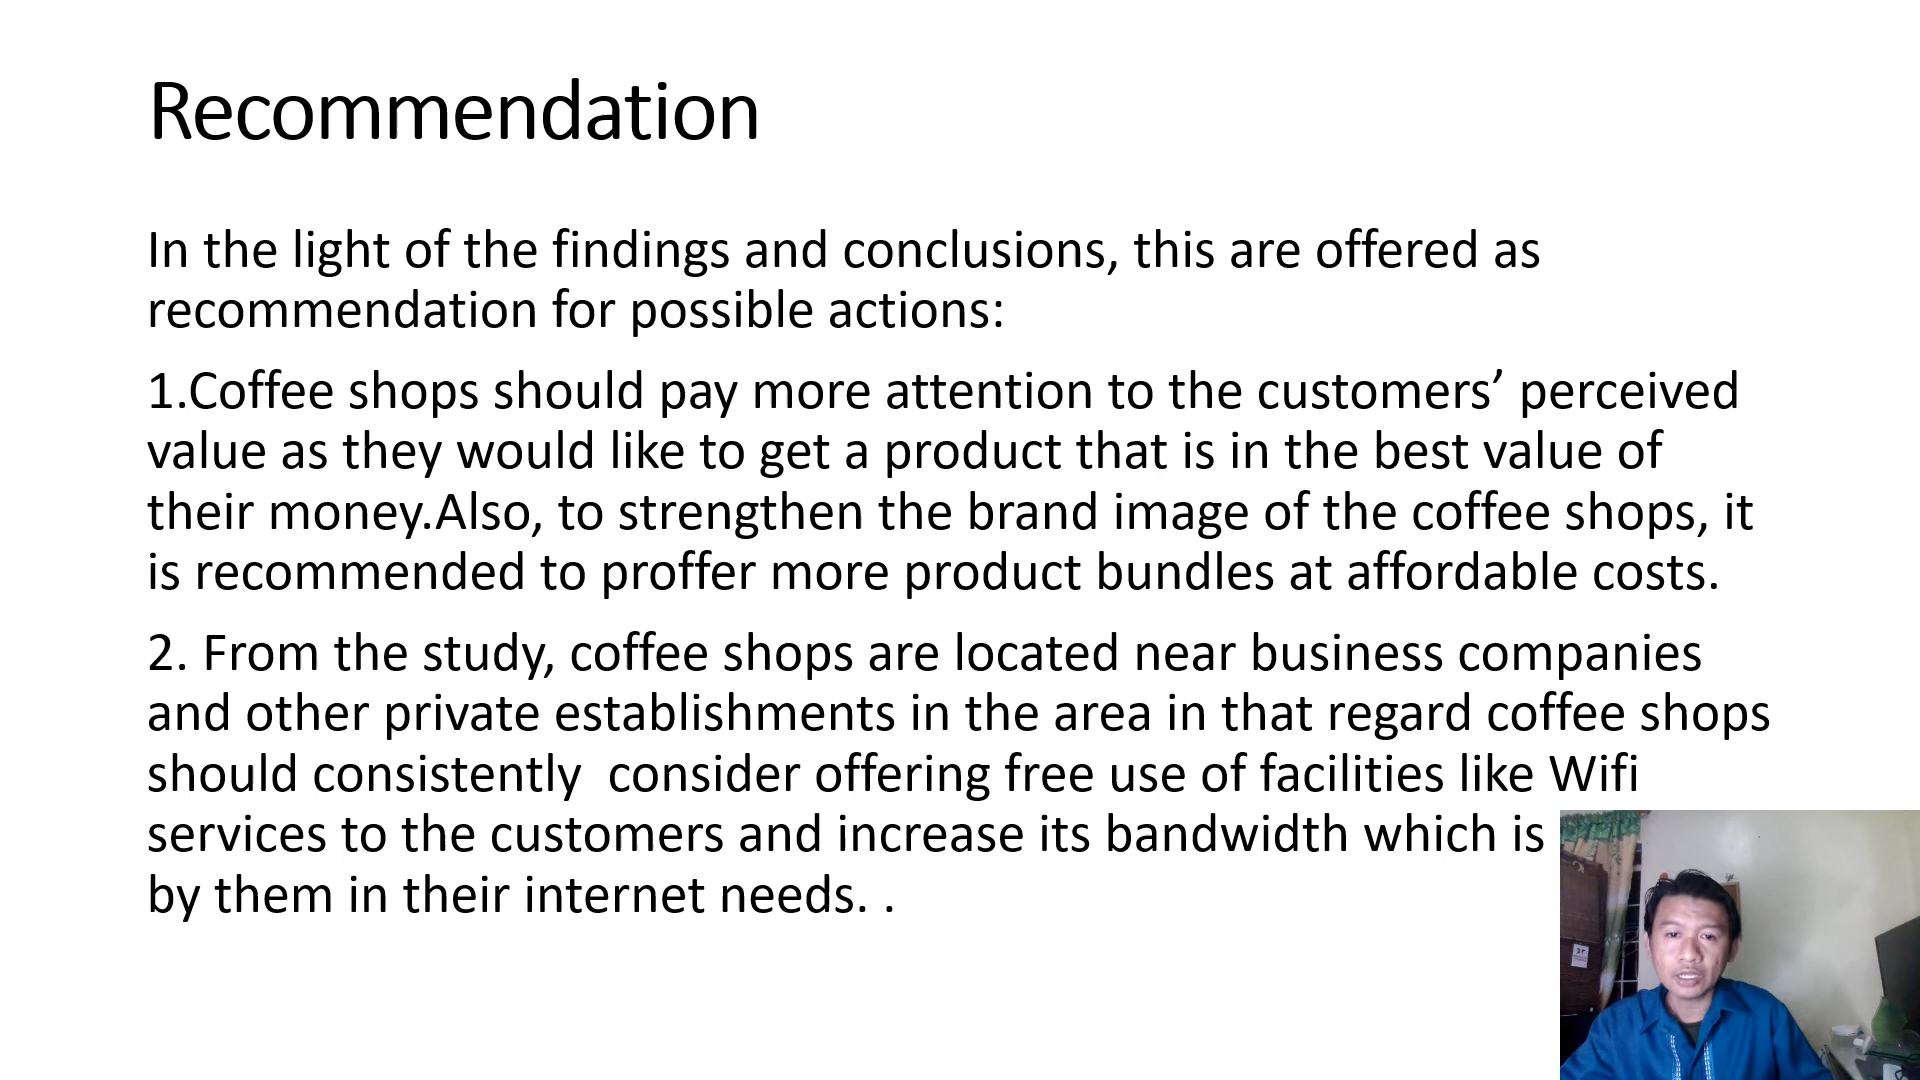 Recommendation
In the light of the findings and conclusions, this are offered as
recommendation for possible actions:
1.Coffee shops should pay more attention to the customers’ perceived
value as they would like to get a product that is in the best value of
their money.Also, to strengthen the brand image of the coffee shops, it
is recommended to proffer more product bundles at affordable costs.
2. From the study, coffee shops are located near business companies
and other private establishments in the area in that regard coffee shops
should consistently  consider offering free use of facilities like Wifi
services to the customers and increase its bandwidth which is
by them in their internet needs. .